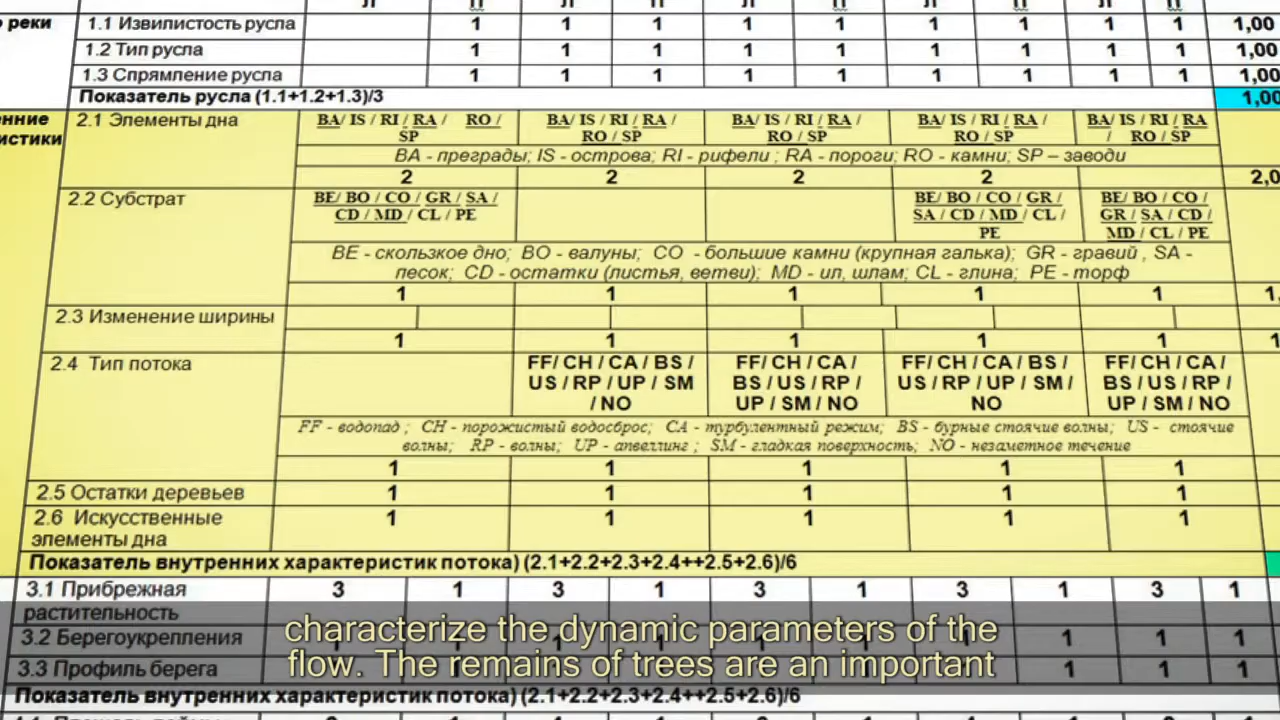 о реки
1.1 Извилистость русла 1 1 1 1 1 1 1 1 1,00
1.2 Тип русла 1 1 1 1 1 1 1 1 1,00
1.3 Спрямление русла 1 1 1 1 1 1 1 1 1,00
Показатель русла (1.1+1.2+1.3)/3 1,00
2.1 Элементы дна
BA/ IS / RI / RA / RO / SP
BA/ IS / RI / RA / RO / SP
BA/ IS / RI / RA / RO / SP
BA/ IS / RI / RA / RO / SP
BA/ IS / RI / RA / RO / SP
BA - преграды; IS - острова; RI - рифели ; RA - пороги; RO - камни; SP – заводи
2 2 2 2 2,0
2.2 Субстрат
BE/ BO / CO / GR / SA / CD / MD / CL / PE
BE/ BO / CO / GR / SA / CD / MD / CL / PE
BE/ BO / CO / GR / SA / CD / MD / CL / PE
BE - скользкое дно; BO - валуны; CO - большие камни (крупная галька); GR - гравий , SA -
песок; CD - остатки (листья, ветви); MD - ил, шлам; CL - глина; PE - торф
1 1 1 1 1 1,
2.3 Изменение ширины
1 1 1 1 1 1
2.4 Тип потока
FF/ CH / CA / BS / US / RP / UP / SM / NO
FF/ CH / CA / BS / US / RP / UP / SM / NO
FF/ CH / CA / BS / US / RP / UP / SM / NO
FF/ CH / CA / BS / US / RP / UP / SM / NO
FF - водопад ; CH - порожистый водосброс; CA - турбулентный режим; BS - бурные стоячие волны; US - стоячие
волны; RP - волны; UP - апвеллинг ; SM - гладкая поверхность; NO - незаметное течение
1 1 1 1 1
2.5 Остатки деревьев 1 1 1 1 1
2.6 Искусственные 1 1 1 1 1
элементы дна
Показатель внутренних характеристик потока) (2.1+2.2+2.3+2.4++2.5+2.6)/6
3.1 Прибрежная 3 1 3 1 3 1 3 1 3 1
растительность
3.2 Берегоукрепления
3.3 Профиль берега
characterize the dynamic parameters of the
flow. The remains of trees are an important
Показатель внутренних характеристик потока) (2.1+2.2+2.3+2.4++2.5+2.6)/6